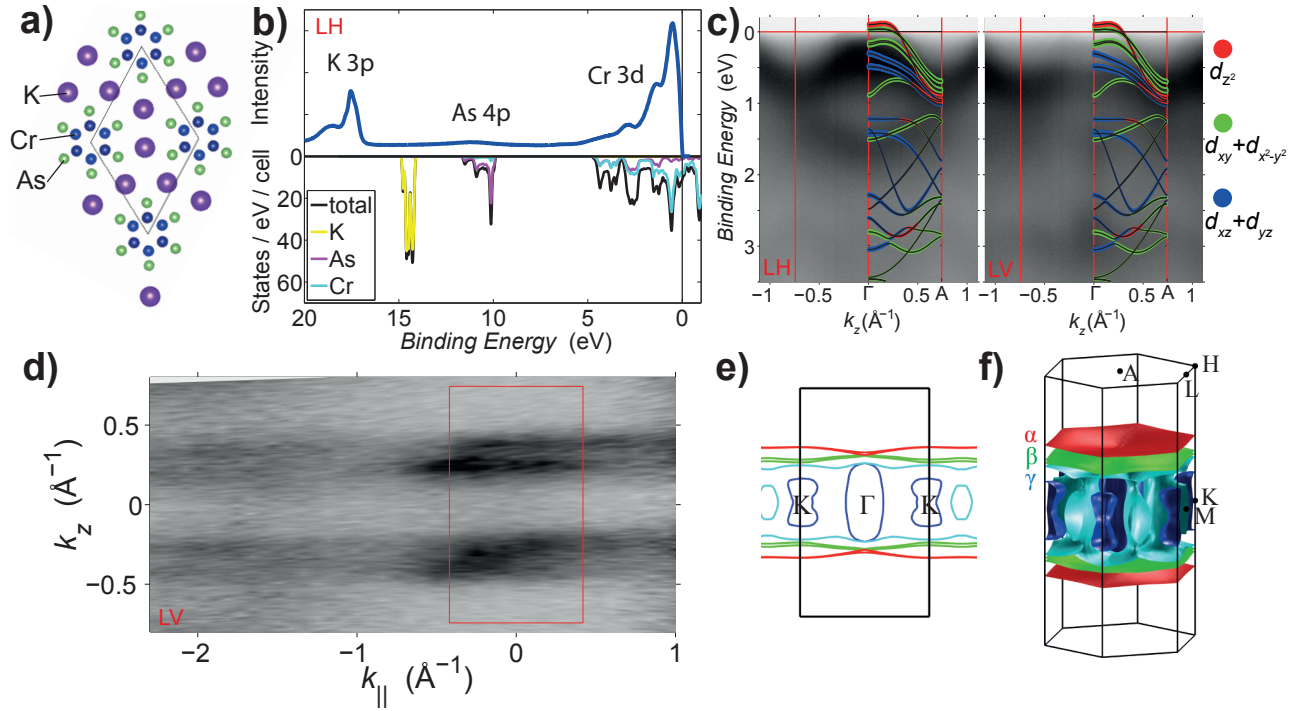 a)
K
Cr
As
b)
LH
Intensity
K 3p
As 4p
Cr 3d
0
20
40
60
States / eV / cell
total
K
As
Cr
20 15 10 5 0
Binding Energy (eV)
c)
0
1
2
3
Binding Energy (eV)
LH
LV
−1 −0.5 Γ 0.5 A 1
−1 −0.5 Γ 0.5 A 1
kz(Å−1)
kz(Å−1)
dz2
dxy+dx2-y2
dxz+dyz
d)
0.5
0
−0.5
kz (Å−1)
LV
−2 −1 0 1
k|| (Å−1)
e)
K Γ K
f)
A
H
L
α
β
γ
K
M